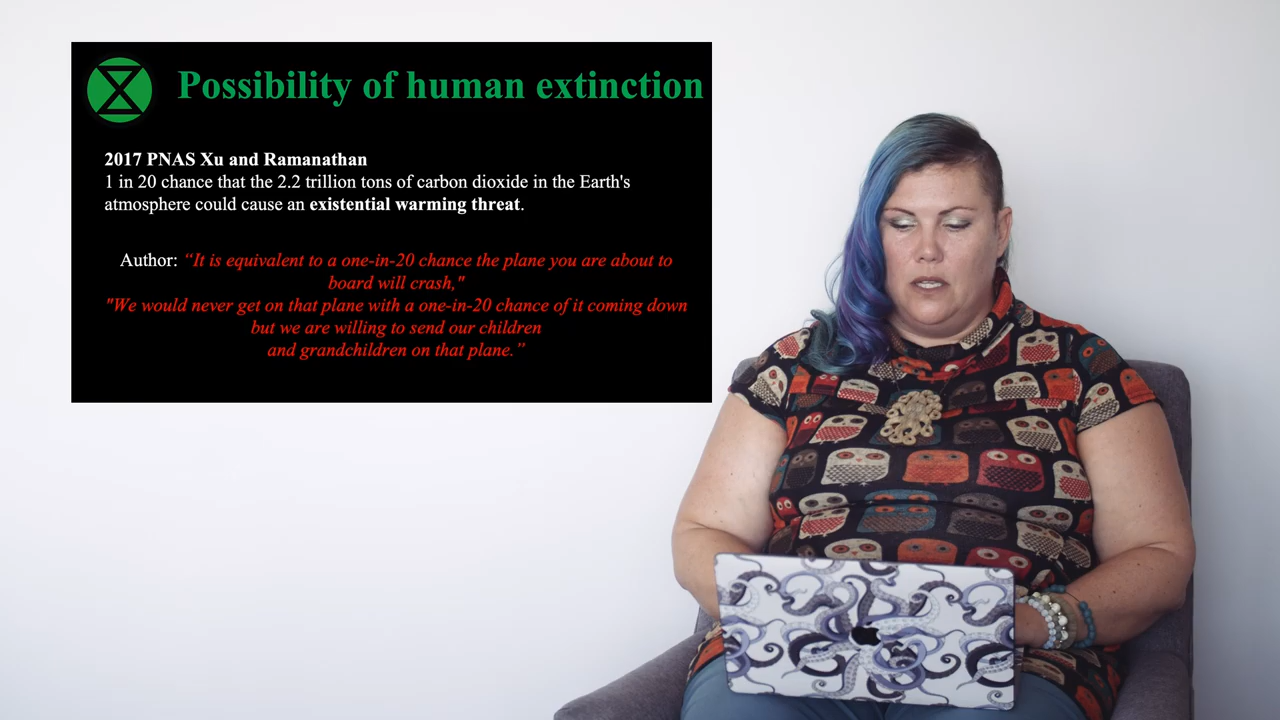 Possibility of human extinction
2017 PNAS Xu and Ramanathan
1 in 20 chance that the 2.2 trillion tons of carbon dioxide in the Earth's
atmosphere could cause an existential warming threat.
Author: “It is equivalent to a one-in-20 chance the plane you are about to
board will crash,"
"We would never get on that plane with a one-in-20 chance of it coming down
but we are willing to send our children
and grandchildren on that plane.”